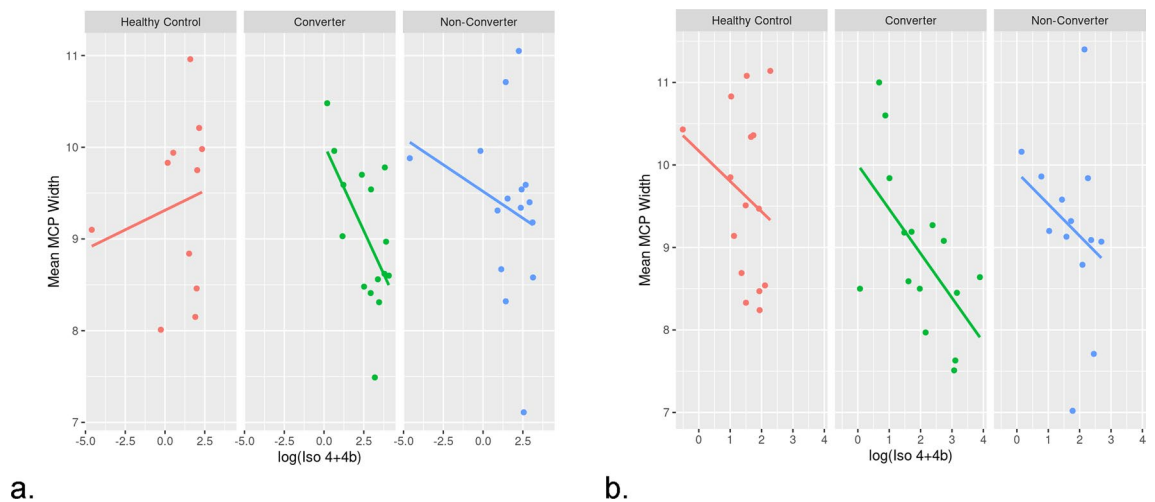 Healthy Control Converter Non-Converter
11
10
9
8
7
Mean MCP Width
-5.0 -2.5 0.0 2.5 -5.0 -2.5 0.0 2.5 -5.0 -2.5 0.0 2.5
log(Iso 4+4b)
a.
Healthy Control Converter Non-Converter
11
10
9
8
7
Mean MCP Width
0 1 2 3 4 0 1 2 3 4 0 1 2 3 4
log(Iso 4+4b)
b.